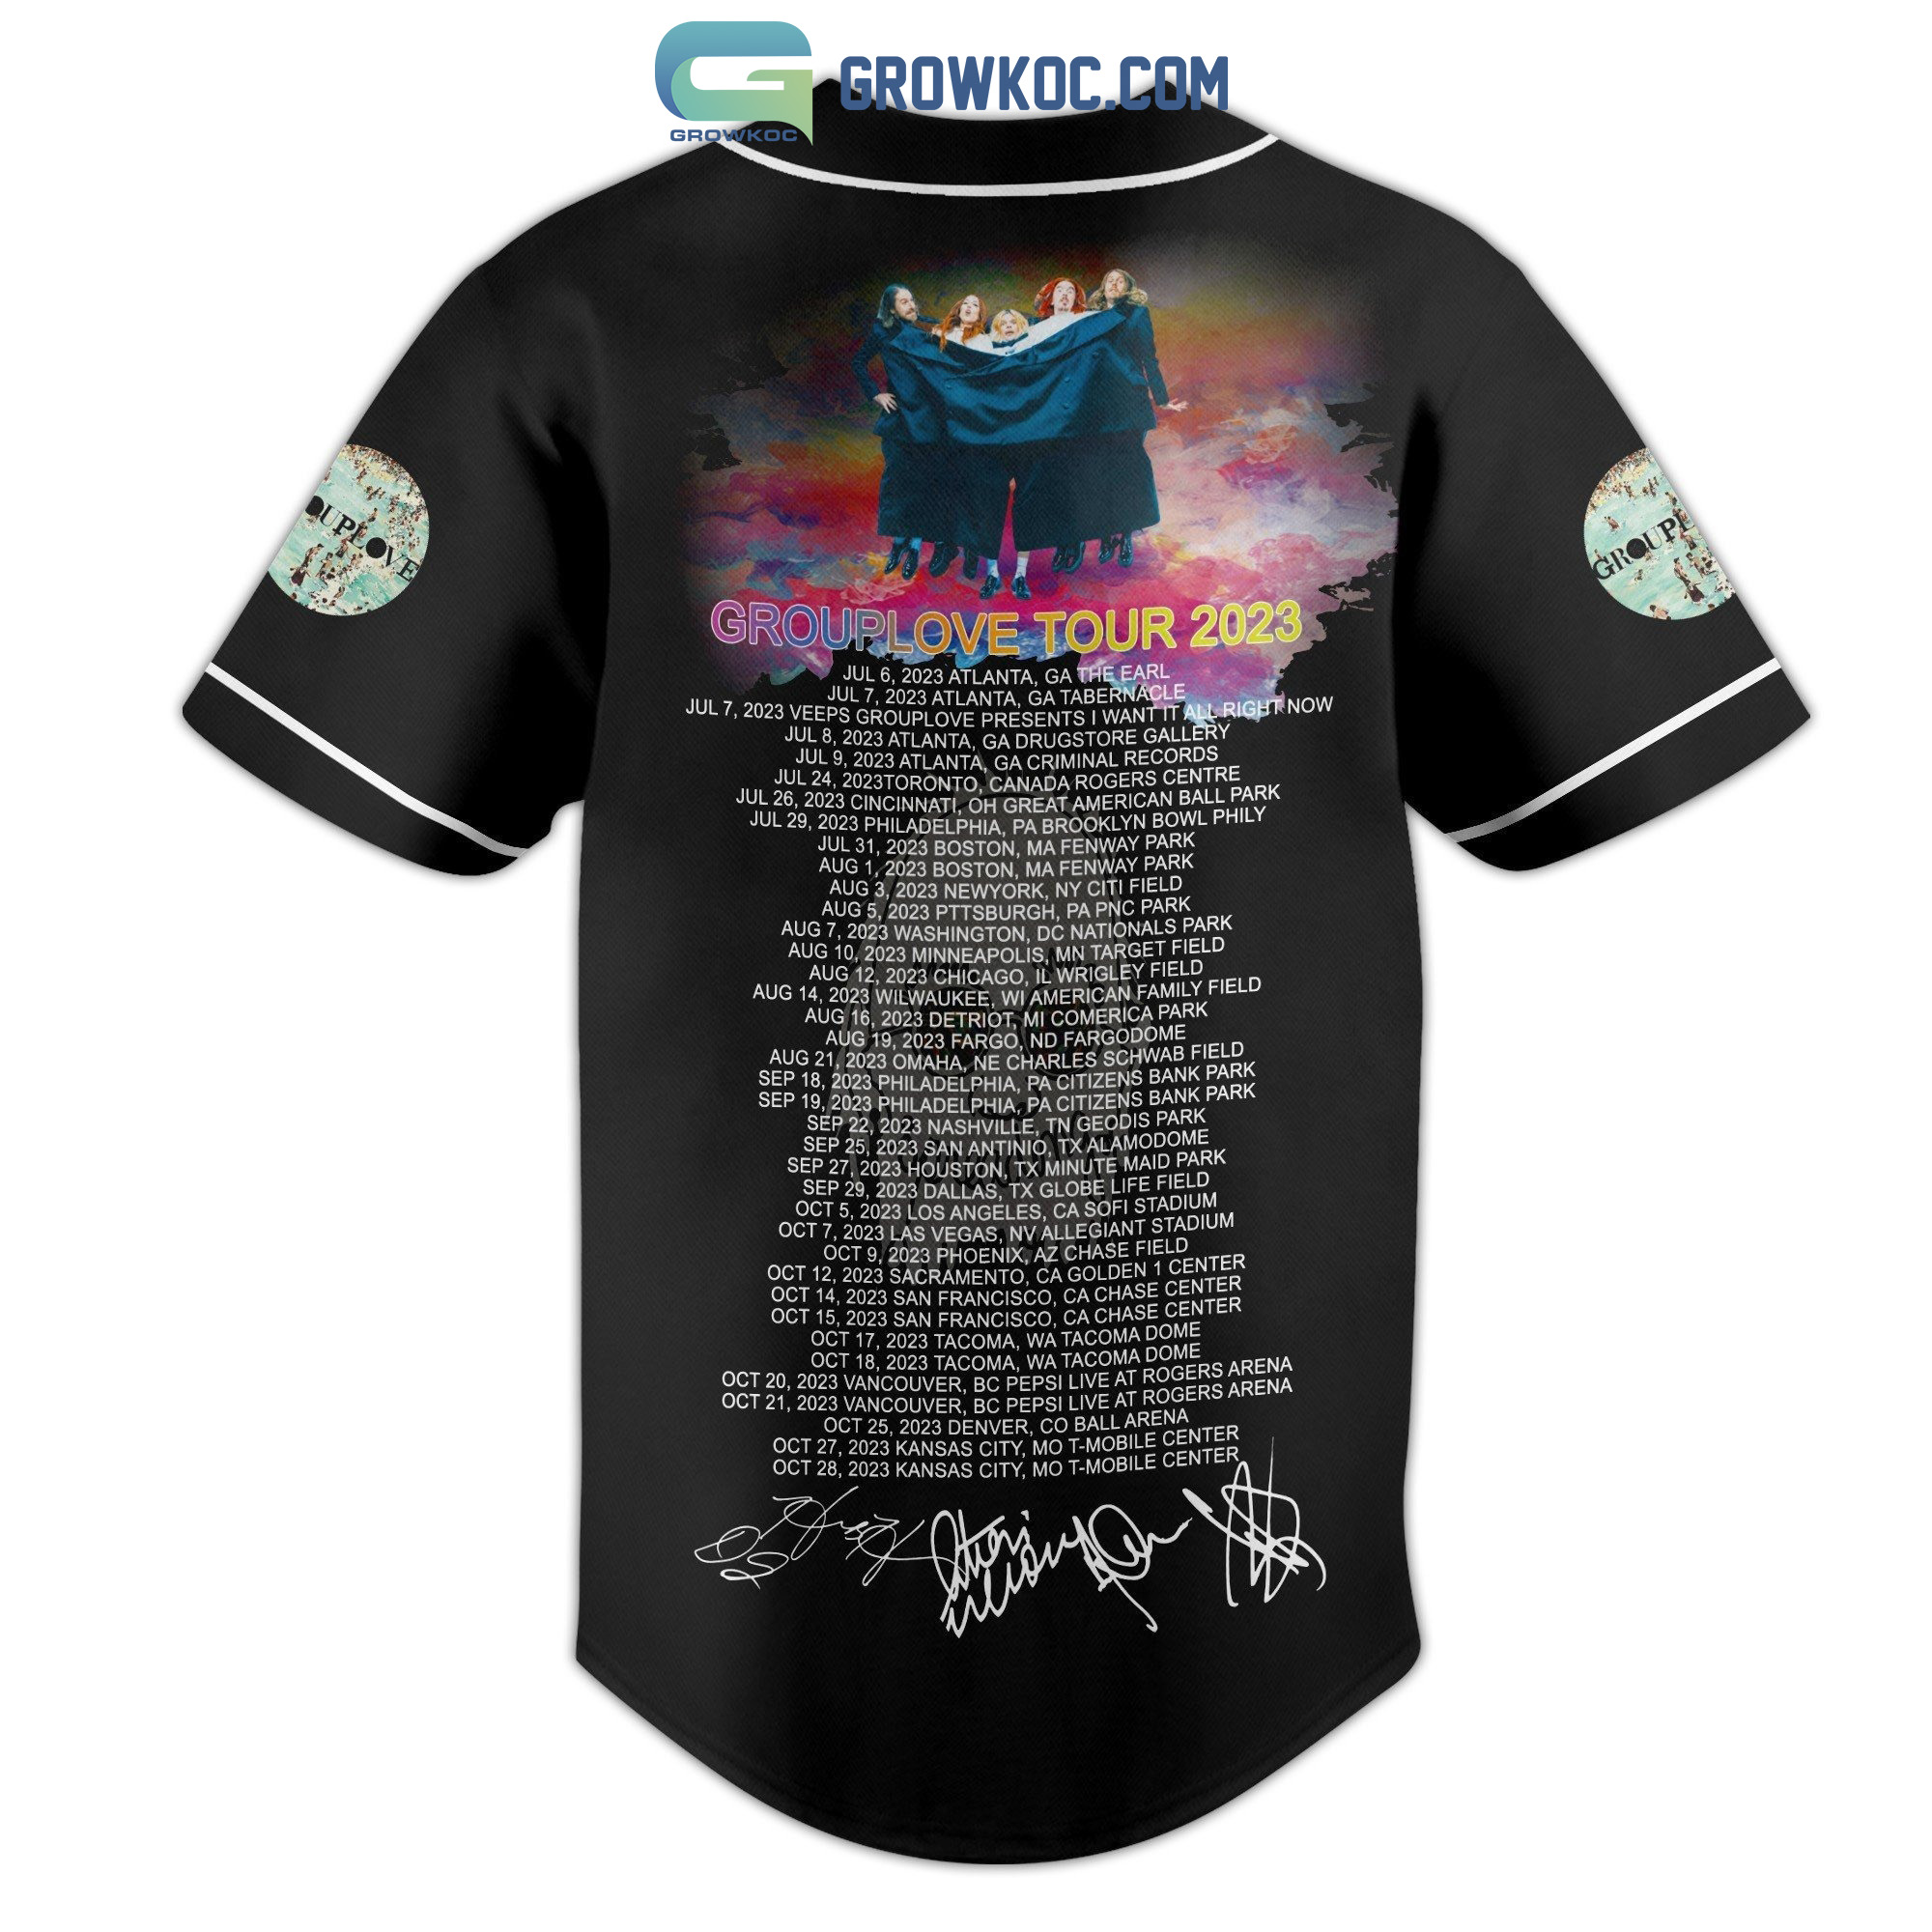 GROWKOC.COM
GROWKOC
GROUPLOVE TOUR 2023
JUL 6, 2023 ATLANTA, GA THE EARL
JUL 7, 2023 ATLANTA, GA TABERNACLE
JUL 7, 2023 VEEPS GROUPLOVE PRESENTS I WANT IT ALL RIGHT NOW
JUL 8, 2023 ATLANTA, GA DRUGSTORE GALLERY
JUL 9, 2023 ATLANTA, GA CRIMINAL RECORDS
JUL 24, 2023TORONTO, CANADA ROGERS CENTRE
JUL 26, 2023 CINCINNATI, OH GREAT AMERICAN BALL PARK
JUL 29, 2023 PHILADELPHIA, PA BROOKLYN BOWL PHILY
JUL 31, 2023 BOSTON, MA FENWAY PARK
AUG 1, 2023 BOSTON, MA FENWAY PARK
AUG 3, 2023 NEWYORK, NY CITI FIELD
AUG 5, 2023 PTTSBURGH, PA PNC PARK
AUG 7, 2023 WASHINGTON, DC NATIONALS PARK
AUG 10, 2023 MINNEAPOLIS, MN TARGET FIELD
AUG 12, 2023 CHICAGO, IL WRIGLEY FIELD
AUG 14, 2023 WILWAUKEE, WI AMERICAN FAMILY FIELD
AUG 16, 2023 DETRIOT, MI COMERICA PARK
AUG 19, 2023 FARGO, ND FARGODOME
AUG 21, 2023 OMAHA, NE CHARLES SCHWAB FIELD
SEP 18, 2023 PHILADELPHIA, PA CITIZENS BANK PARK
SEP 19, 2023 PHILADELPHIA, PA CITIZENS BANK PARK
SEP 22, 2023 NASHVILLE, TN GEODIS PARK
SEP 25, 2023 SAN ANTINIO, TX ALAMODOME
SEP 27, 2023 HOUSTON, TX MINUTE MAID PARK
SEP 29, 2023 DALLAS, TX GLOBE LIFE FIELD
OCT 5, 2023 LOS ANGELES, CA SOFI STADIUM
OCT 7, 2023 LAS VEGAS, NV ALLEGIANT STADIUM
OCT 9, 2023 PHOENIX, AZ CHASE FIELD
OCT 12, 2023 SACRAMENTO, CA GOLDEN 1 CENTER
OCT 14, 2023 SAN FRANCISCO, CA CHASE CENTER
OCT 15, 2023 SAN FRANCISCO, CA CHASE CENTER
OCT 17, 2023 TACOMA, WA TACOMA DOME
OCT 18, 2023 TACOMA, WA TACOMA DOME
OCT 20, 2023 VANCOUVER, BC PEPSI LIVE AT ROGERS ARENA
OCT 21, 2023 VANCOUVER, BC PEPSI LIVE AT ROGERS ARENA
OCT 25, 2023 DENVER, CO BALL ARENA
OCT 27, 2023 KANSAS CITY, MO T-MOBILE CENTER
OCT 28, 2023 KANSAS CITY, MO T-MOBILE CENTER
OUPLOVE
GROUPL